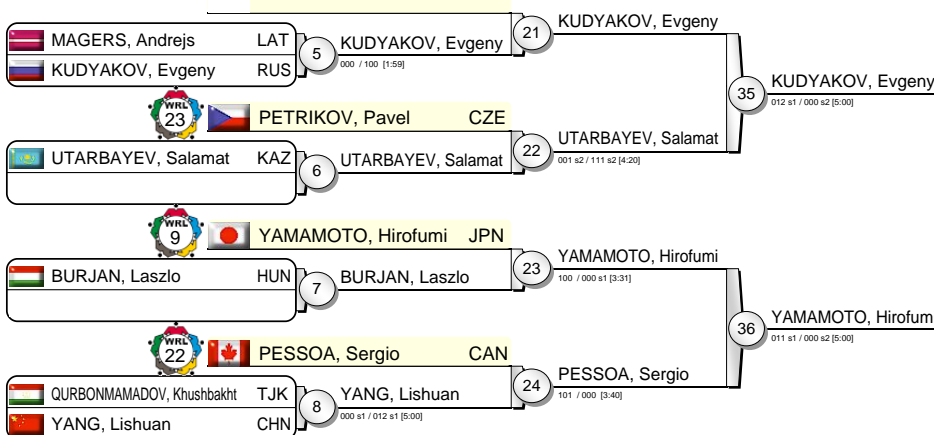 KUDYAKOV, Evgeny
21
MAGERS, Andrejs LAT
5
KUDYAKOV, Evgeny
000 / 100 [1:59]
KUDYAKOV, Evgeny RUS
35
KUDYAKOV, Evgeny
012 s1 / 000 s2 [5:00]
WRL
23
PETRIKOV, Pavel CZE
UTARBAYEV, Salamat
22
001 s2 / 111 s2 [4:20]
UTARBAYEV, Salamat KAZ
6
UTARBAYEV, Salamat
WRL
9
YAMAMOTO, Hirofumi JPN
YAMAMOTO, Hirofumi
23
100 / 000 s1 [3:31]
BURJAN, Laszlo HUN
7
BURJAN, Laszlo
36
YAMAMOTO, Hirofum
011 s1 / 000 s2 [5:00]
WRL
22
PESSOA, Sergio CAN
PESSOA, Sergio
24
101 / 000 [3:40]
QURBONMAMADOV, Khushbakht TJK
8
YANG, Lishuan
000 s1 / 012 s1 [5:00]
YANG, Lishuan CHN